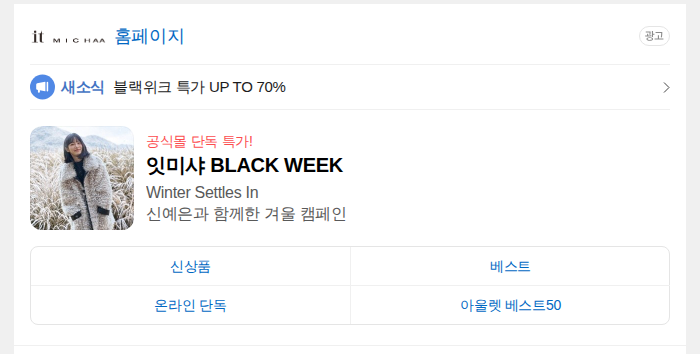 it MICHAA 홈페이지
광고
새소식 블랙위크 특가 UP TO 70%
공식몰 단독 특가!
잇미샤 BLACK WEEK
Winter Settles In
신예은과 함께한 겨울 캠페인
신상품
베스트
온라인 단독
아울렛 베스트50